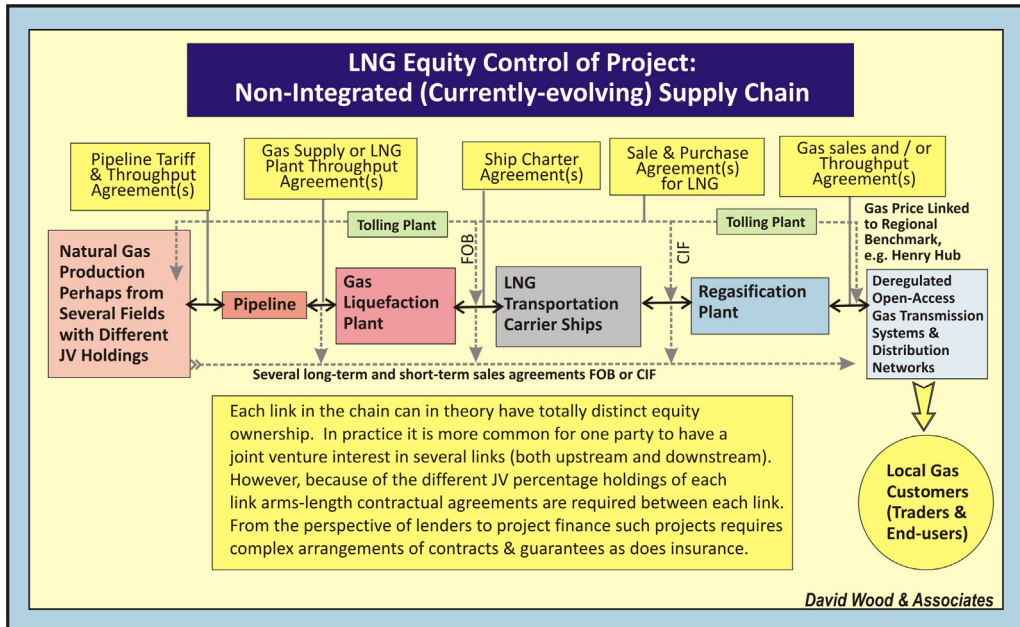 LNG Equity Control of Project:
Non-Integrated (Currently-evolving) Supply Chain
Pipeline Tariff
& Throughput
Agreement(s)
Gas Supply or LNG
Plant Throughput
Agreement(s)
Ship Charter
Agreement(s)
Sale & Purchase
Agreement(s)
for LNG
Gas sales and / or
Throughput
Agreement(s)
Tolling Plant
Tolling Plant
Gas Price Linked
to Regional
Benchmark,
e.g. Henry Hub
FOB
CIF
Natural Gas
Production
Perhaps from
Several Fields
with Different
JV Holdings
Pipeline
Gas
Liquefaction
Plant
LNG
Transportation
Carrier Ships
Regasification
Plant
Deregulated
Open-Access
Gas Transmission
Systems &
Distribution
Networks
Several long-term and short-term sales agreements FOB or CIF
Each link in the chain can in theory have totally distinct equity
ownership. In practice it is more common for one party to have a
joint venture interest in several links (both upstream and downstream).
However, because of the different JV percentage holdings of each
link arms-length contractual agreements are required between each link.
From the perspective of lenders to project finance such projects requires
complex arrangements of contracts & guarantees as does insurance.
Local Gas
Customers
(Traders &
End-users)
David Wood & Associates